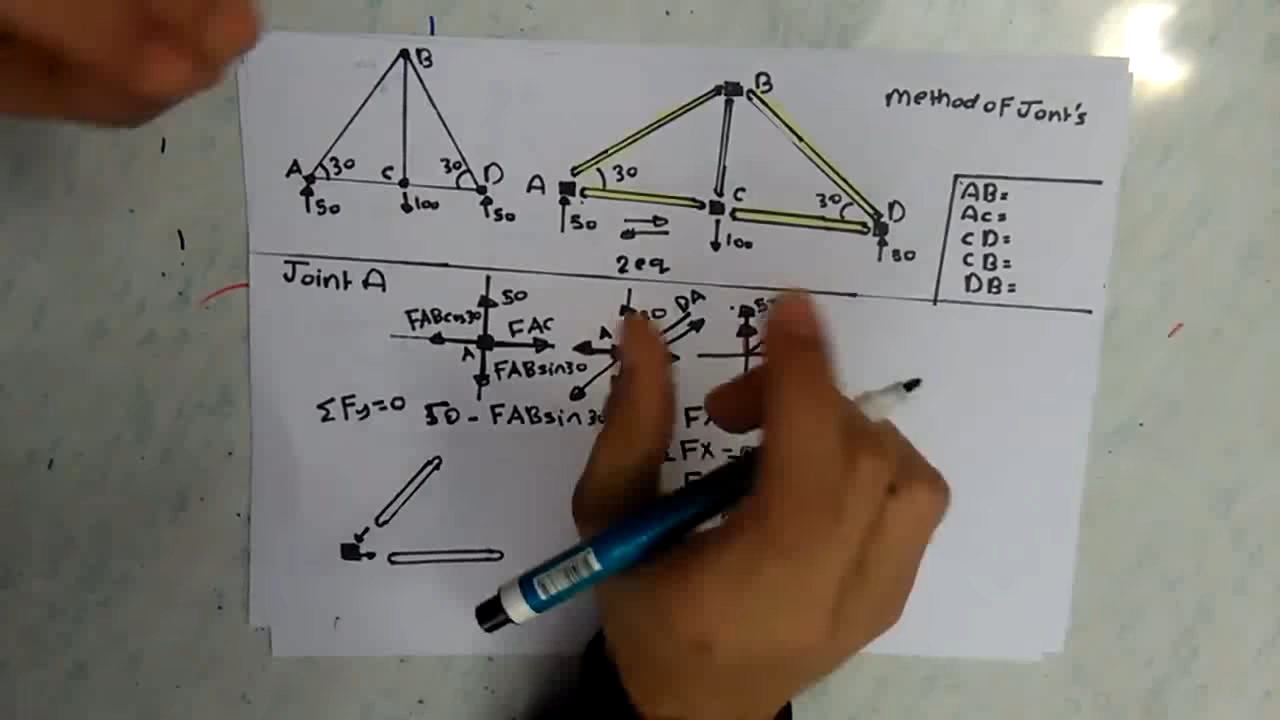 B
A 30 C 30 D
50 100 50
B
A 30 C 30 D
50 100 50
2 eq
method oF Jont's
AB=
AC=
CD=
CB=
DB=
Joint A
50
FABcos30 FAC
A
FABsin30
A
ΣFy=0 50 - FABsin30